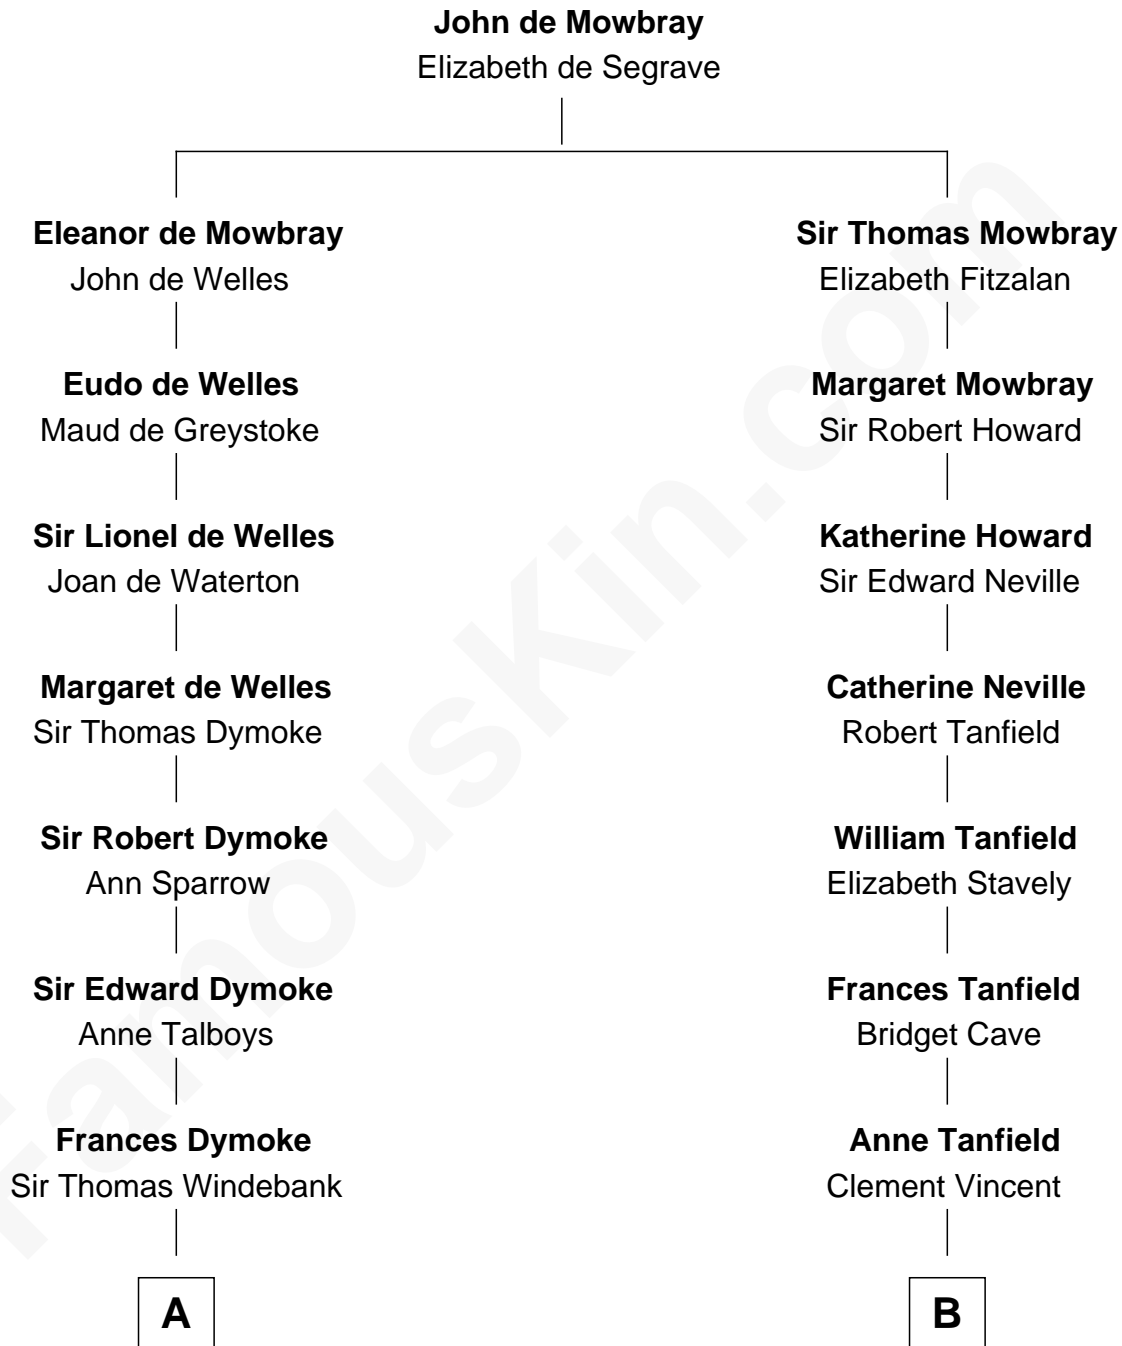 John de Mowbray
Elizabeth de Segrave
Eleanor de Mowbray
John de Welles
Sir Thomas Mowbray
Elizabeth Fitzalan
Eudo de Welles
Maud de Greystoke
Margaret Mowbray
Sir Robert Howard
Sir Lionel de Welles
Joan de Waterton
Katherine Howard
Sir Edward Neville
Margaret de Welles
Sir Thomas Dymoke
Catherine Neville
Robert Tanfield
Sir Robert Dymoke
Ann Sparrow
William Tanfield
Elizabeth Stavely
Sir Edward Dymoke
Anne Talboys
Frances Tanfield
Bridget Cave
Frances Dymoke
Sir Thomas Windebank
Anne Tanfield
Clement Vincent
A
B
FamousKin.com